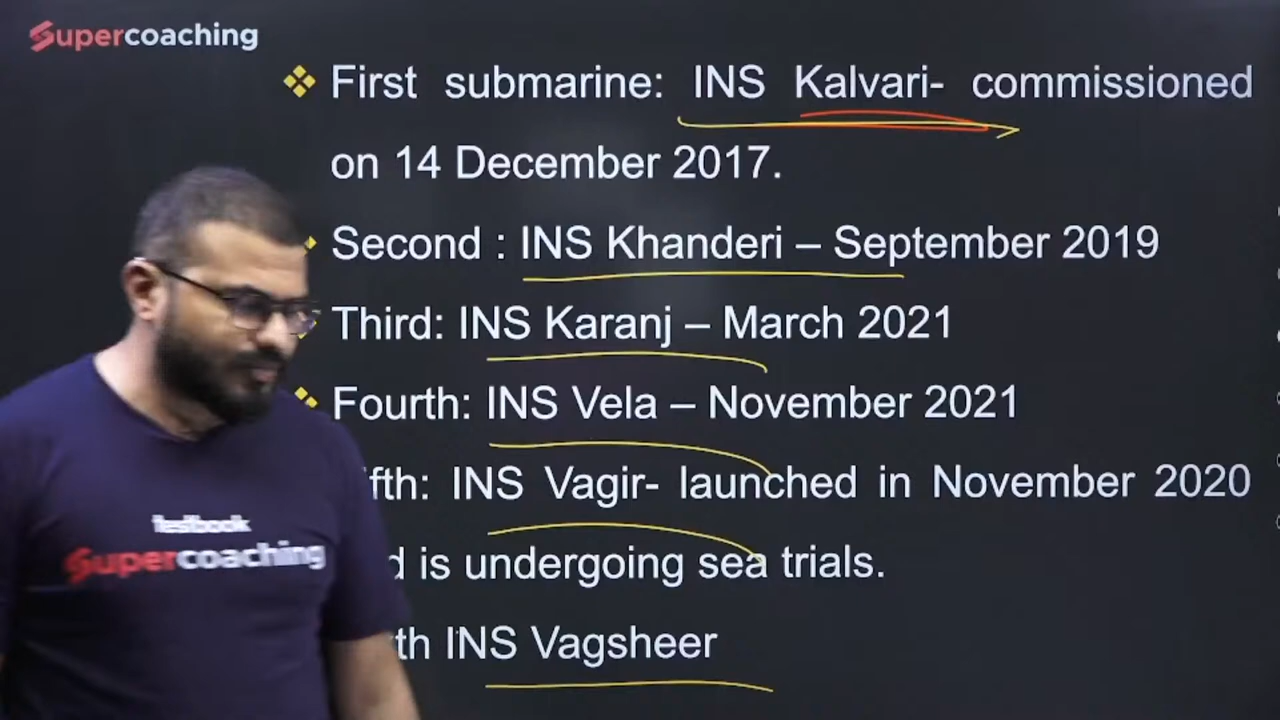 Supercoaching
First submarine: INS Kalvari- commissioned
on 14 December 2017.
Second : INS Khanderi – September 2019
Third: INS Karanj – March 2021
Fourth: INS Vela – November 2021
ifth: INS Vagir- launched in November 2020
d is undergoing sea trials.
th INS Vagsheer
testbook
Supercoaching